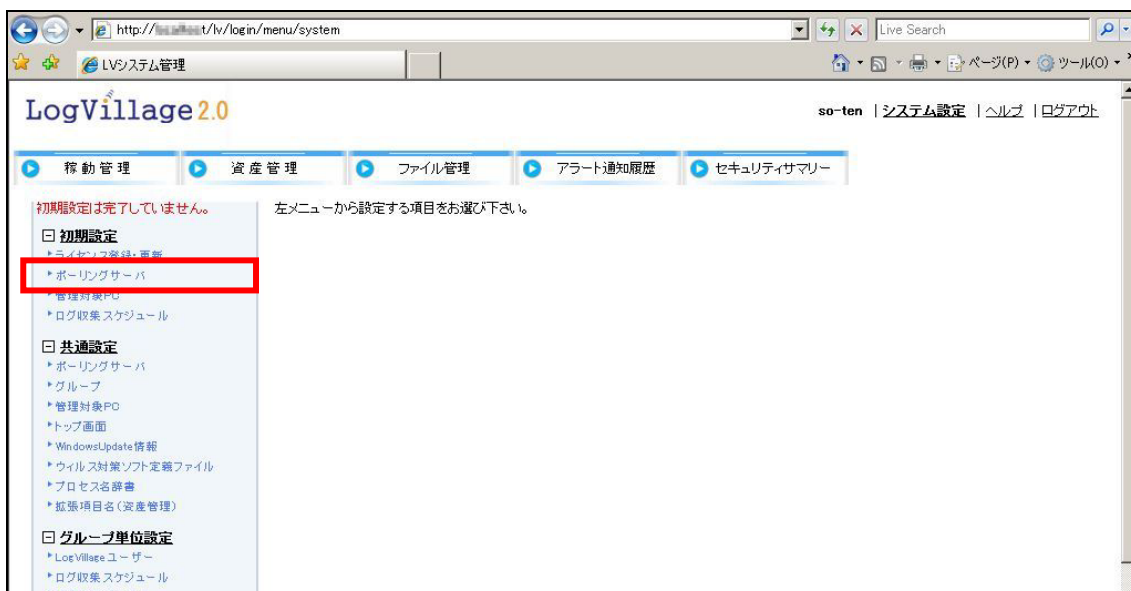 http:// t/lv/login/menu/system
Live Search
LVシステム管理
ページ(P)
ツール(O)
LogVillage 2.0
so-ten | システム設定 | ヘルプ | ログアウト
稼動管理
資産管理
ファイル管理
アラート通知履歴
セキュリティサマリー
初期設定は完了していません。
左メニューから設定する項目をお選び下さい。
初期設定
ライセンス登録・更新
ポーリングサーバ
管理対象PC
ログ収集スケジュール
共通設定
ポーリングサーバ
グループ
管理対象PC
トップ画面
WindowsUpdate情報
ウィルス対策ソフト定義ファイル
プロセス名辞書
拡張項目名(資産管理)
グループ単位設定
LogVillageユーザー
ログ収集スケジュール